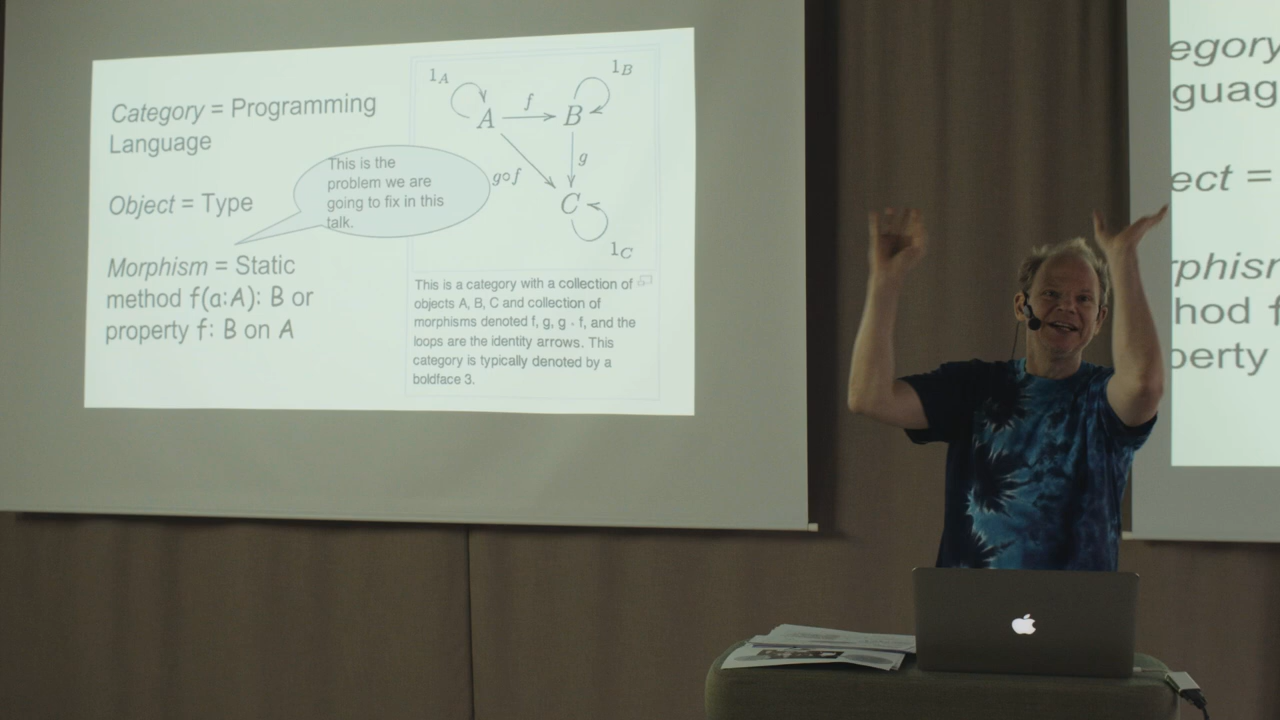 Category = Programming
Language
Object = Type
Morphism = Static
method f(a:A): B or
property f: B on A
This is the
problem we are
going to fix in this
talk.
1A
1B
A
f
B
g∘f
g
C
1C
This is a category with a collection of
objects A, B, C and collection of
morphisms denoted f, g, g ∘ f, and the
loops are the identity arrows. This
category is typically denoted by a
boldface 3.
egory
guag
ect =
rphisr
hod f
perty